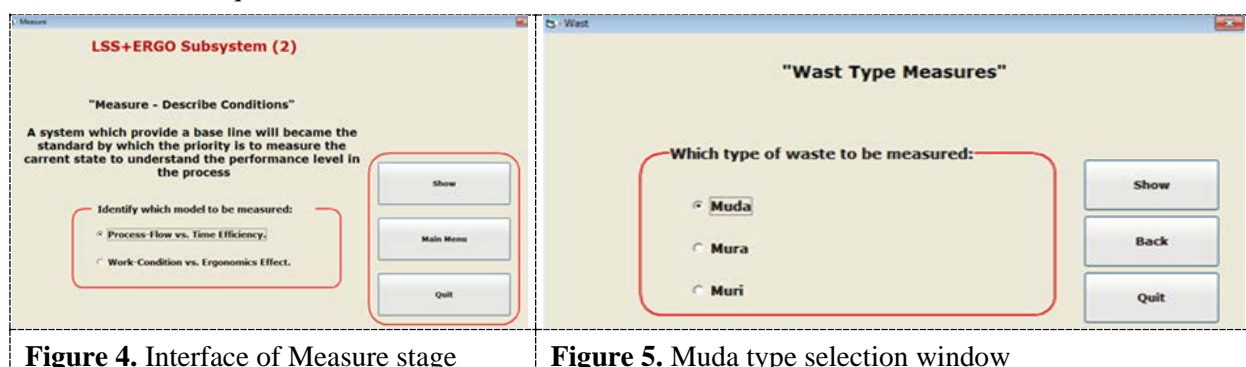 Measure
LSS+ERGO Subsystem (2)
"Measure - Describe Conditions"
A system which provide a base line will became the
standard by which the priority is to measure the
carrent state to understand the performance level in
the process
Identify which model to be measured:
Process-Flow vs. Time Efficiency.
Work-Condition vs. Ergonomics Effect.
Show
Main Menu
Quit
Wast
"Wast Type Measures"
Which type of waste to be measured:
Muda
Mura
Muri
Show
Back
Quit
Figure 4. Interface of Measure stage
Figure 5. Muda type selection window